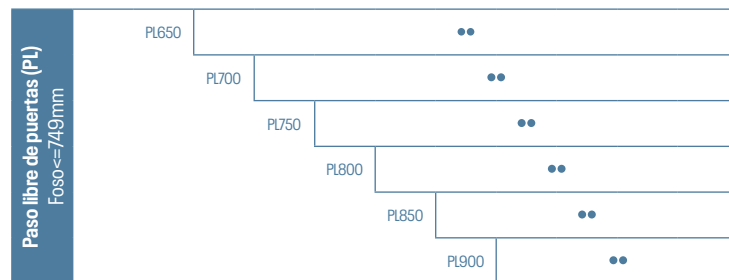 Paso libre de puertas (PL)
Foso<=749mm
PL650 ●●
PL700 ●●
PL750 ●●
PL800 ●●
PL850 ●●
PL900 ●●